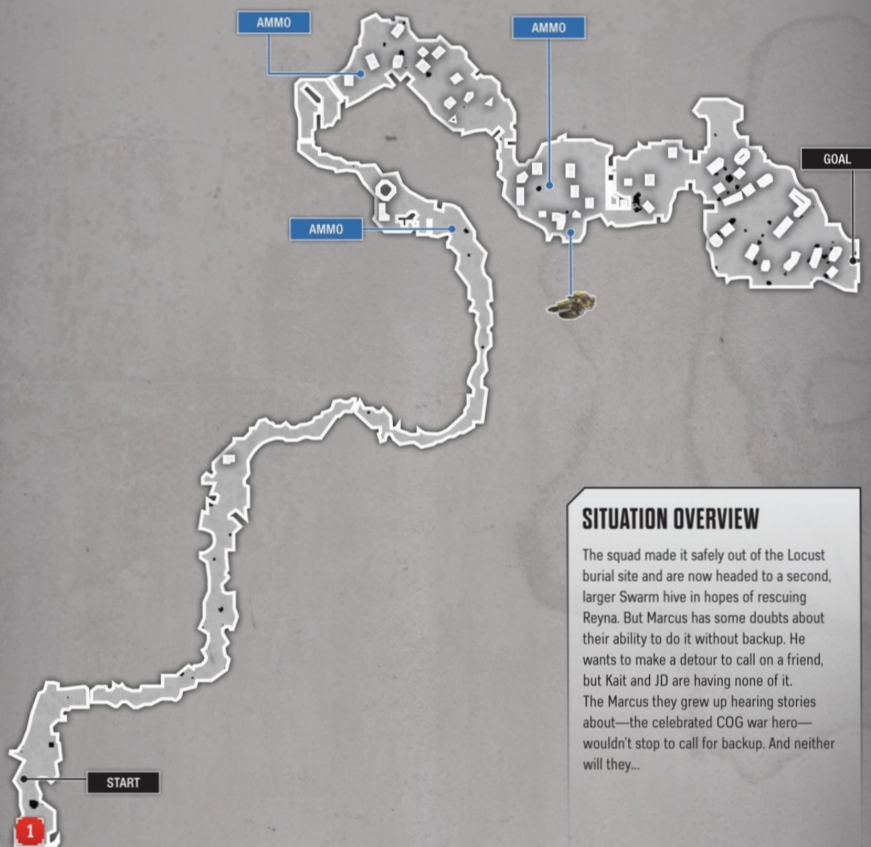 AMMO
AMMO
GOAL
AMMO
SITUATION OVERVIEW
The squad made it safely out of the Locust
burial site and are now headed to a second,
larger Swarm hive in hopes of rescuing
Reyna. But Marcus has some doubts about
their ability to do it without backup. He
wants to make a detour to call on a friend,
but Kait and JD are having none of it.
The Marcus they grew up hearing stories
about—the celebrated COG war hero—
wouldn't stop to call for backup. And neither
will they...
START
1